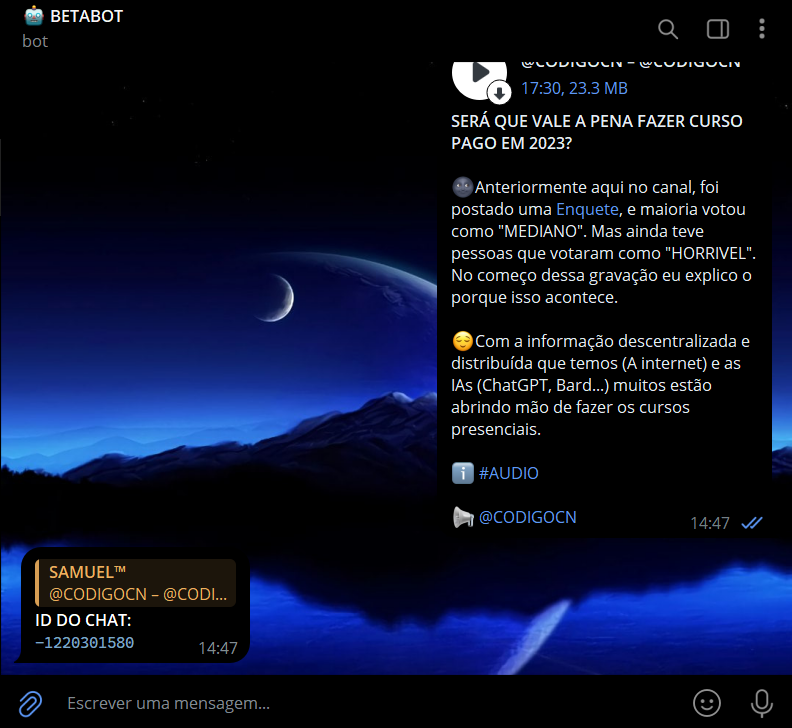 🤖 BETABOT
bot
@CODIGOCN – @CODIGOCN
17:30, 23.3 MB
SERÁ QUE VALE A PENA FAZER CURSO
PAGO EM 2023?
🌚Anteriormente aqui no canal, foi
postado uma Enquete, e maioria votou
como "MEDIANO". Mas ainda teve
pessoas que votaram como "HORRIVEL".
No começo dessa gravação eu explico o
porque isso acontece.
😌Com a informação descentralizada e
distribuída que temos (A internet) e as
IAs (ChatGPT, Bard...) muitos estão
abrindo mão de fazer os cursos
presenciais.
ℹ️ #AUDIO
📢 @CODIGOCN
14:47
SAMUEL™
@CODIGOCN – @CODI...
ID DO CHAT:
-1220301580
14:47
Escrever uma mensagem...